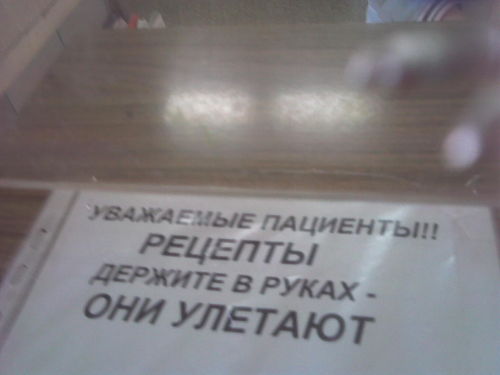 УВАЖАЕМЫЕ ПАЦИЕНТЫ!!
РЕЦЕПТЫ
ДЕРЖИТЕ В РУКАХ -
ОНИ УЛЕТАЮТ